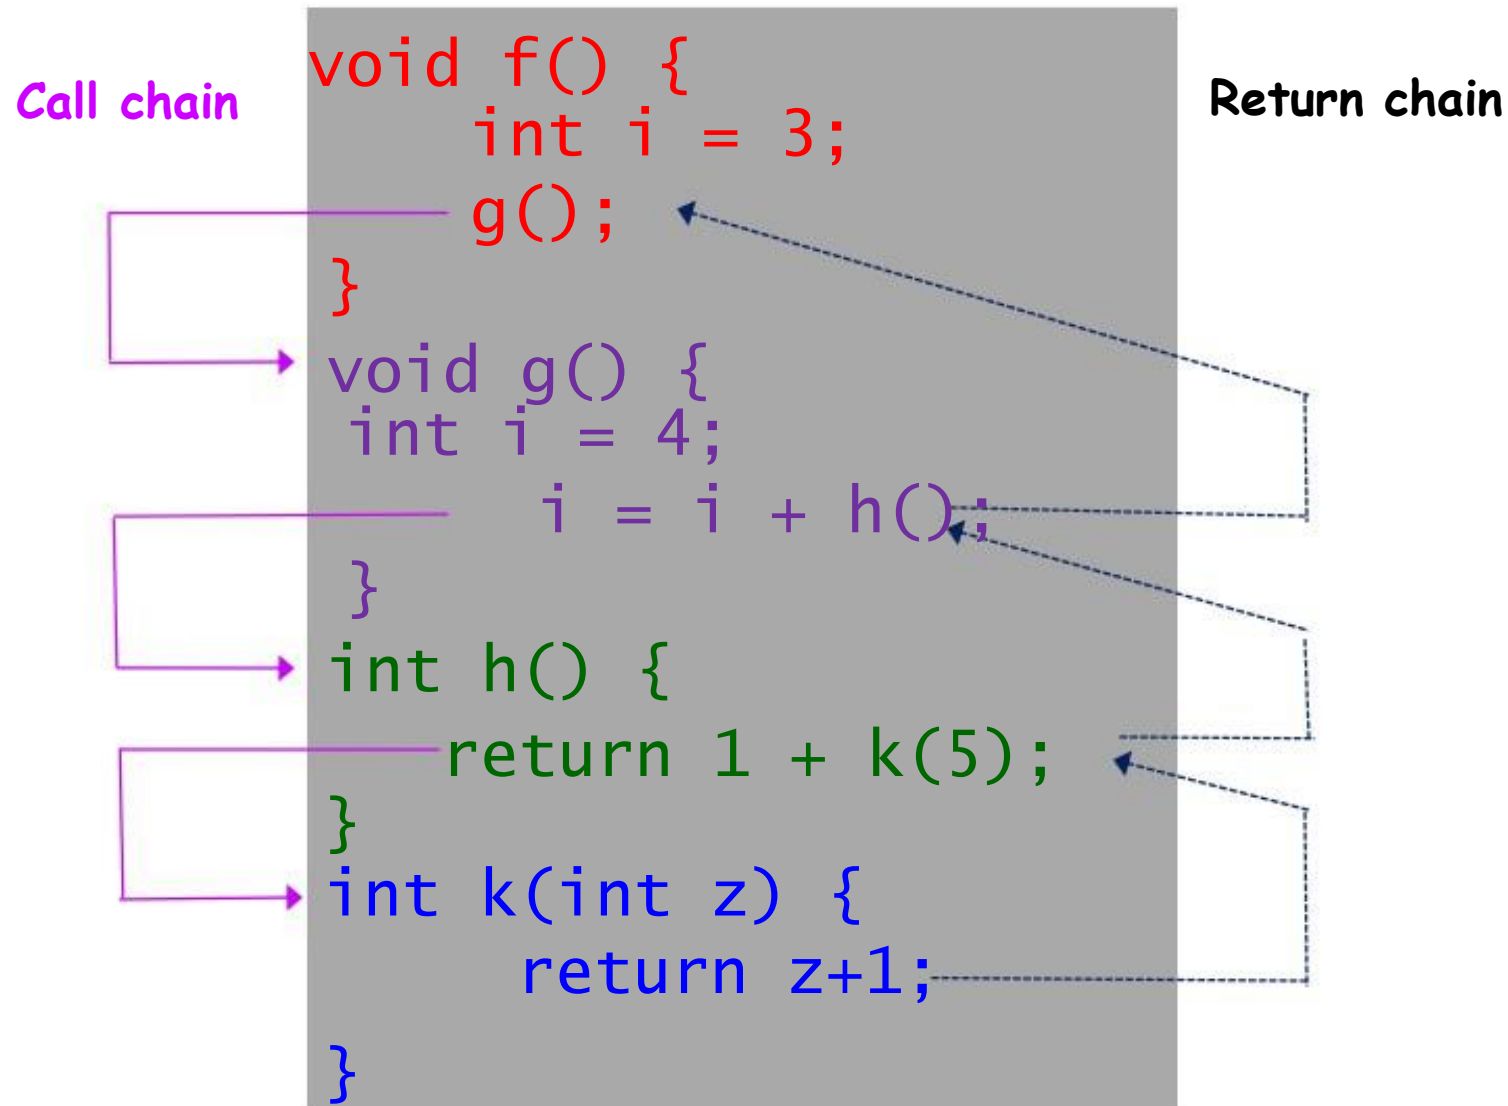 Call chain
Return chain
void f() {
int i = 3;
g();
}
void g() {
int i = 4;
i = i + h();
}
int h() {
return 1 + k(5);
}
int k(int z) {
return z+1;
}